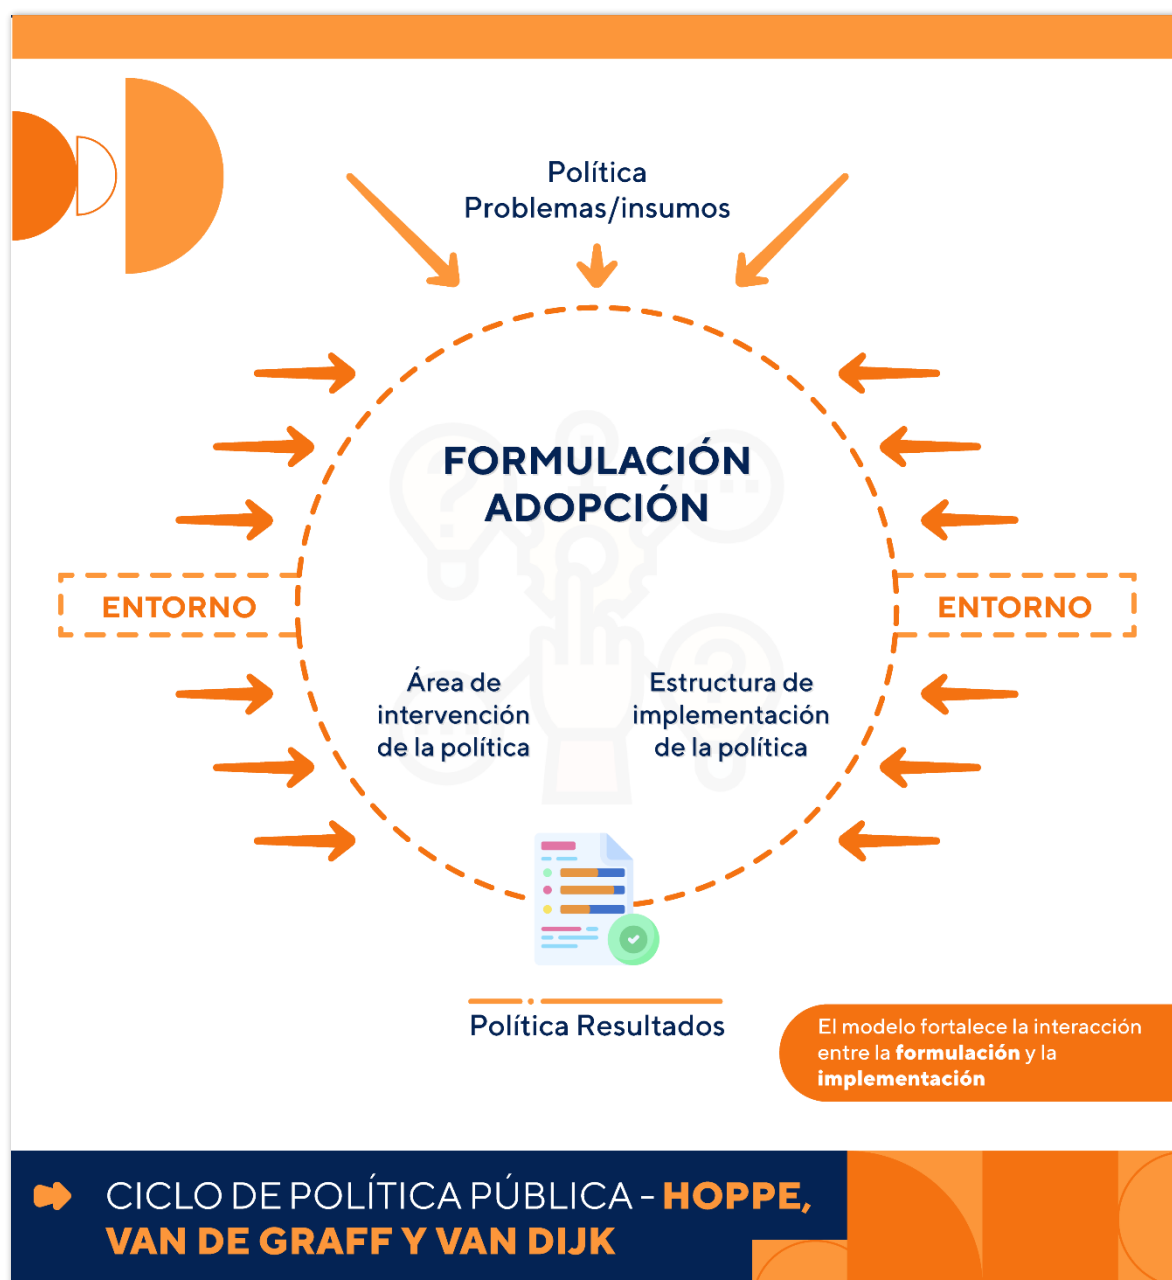 Política
Problemas/insumos
FORMULACIÓN
ADOPCIÓN
ENTORNO
ENTORNO
Área de
intervención
de la política
Estructura de
implementación
de la política
Política Resultados
El modelo fortalece la interacción
entre la formulación y la
implementación
CICLO DE POLÍTICA PÚBLICA - HOPPE,
VAN DE GRAFF Y VAN DIJK